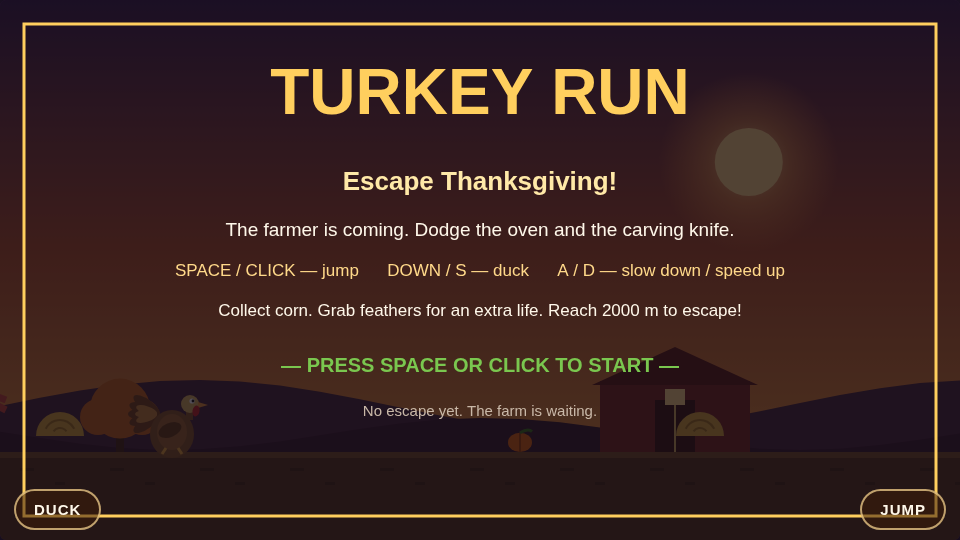 TURKEY RUN
Escape Thanksgiving!
The farmer is coming. Dodge the oven and the carving knife.
SPACE / CLICK — jump DOWN / S — duck A / D — slow down / speed up
Collect corn. Grab feathers for an extra life. Reach 2000 m to escape!
— PRESS SPACE OR CLICK TO START —
No escape yet. The farm is waiting.
DUCK
JUMP